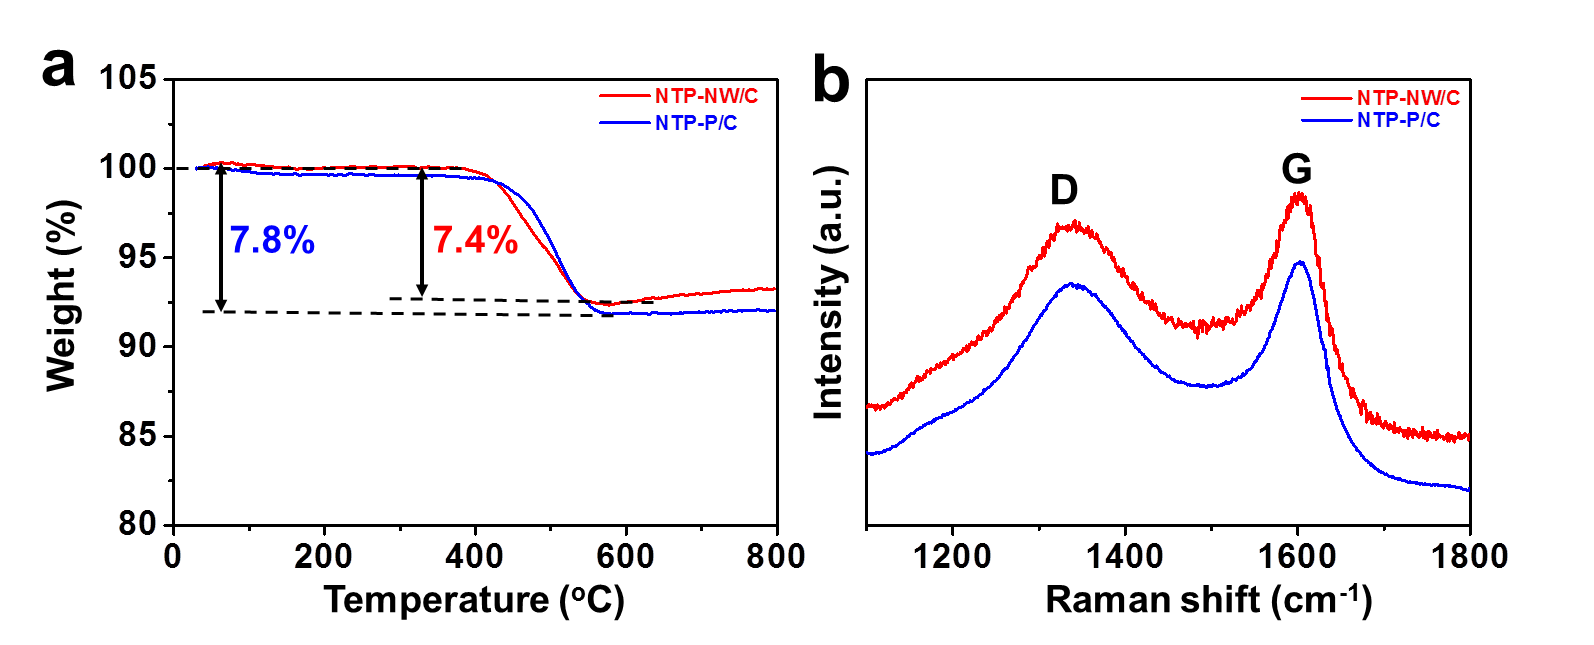 a
105
100
95
90
85
80
0
200
400
600
800
Weight (%)
Temperature (ºC)
NTP-NW/C
NTP-P/C
7.8%
7.4%
b
NTP-NW/C
NTP-P/C
D
G
Intensity (a.u.)
1200
1400
1600
1800
Raman shift (cm⁻¹)